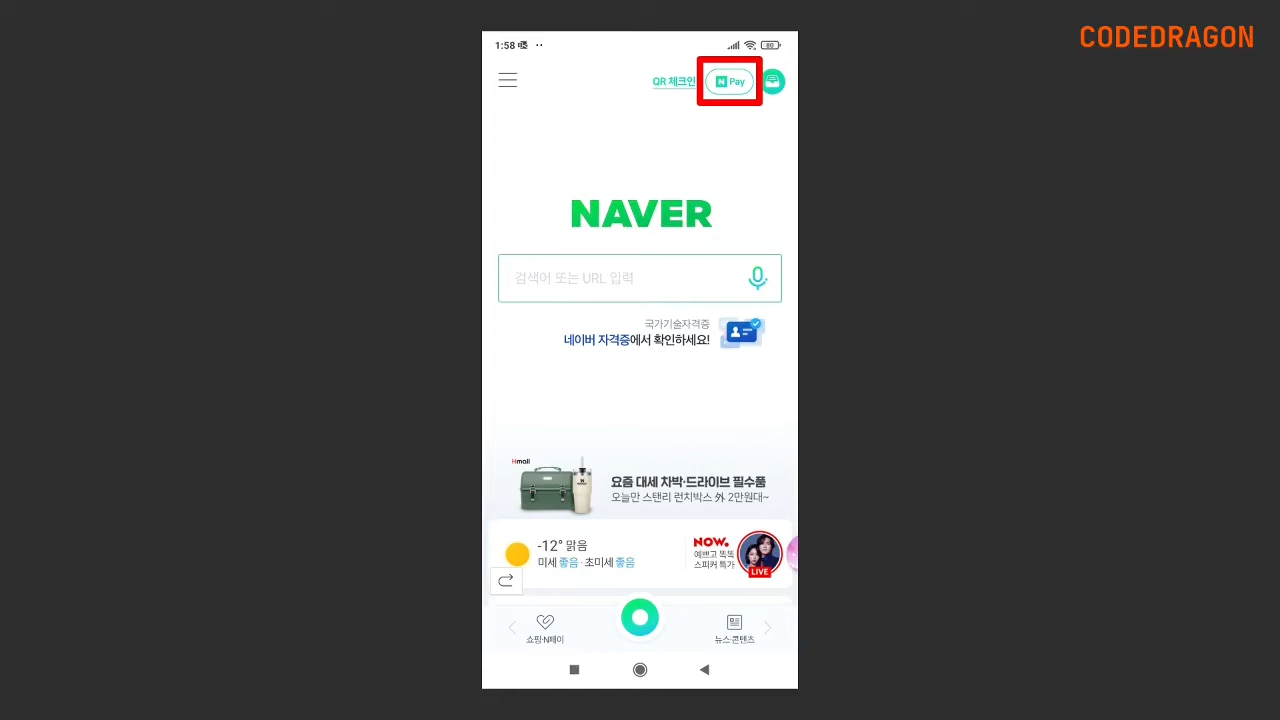 CODEDRAGON
1:58
80
QR 체크인
N Pay
NAVER
검색어 또는 URL 입력
국가기술자격증
네이버 자격증에서 확인하세요!
Hmall
요즘 대세 차박·드라이브 필수품
오늘만 스탠리 런치박스 外 2만원대~
-12° 맑음
미세 좋음 · 초미세 좋음
NOW.
예쁘고 똑똑
스피커 특가
LIVE
쇼핑·N페이
뉴스·콘텐츠